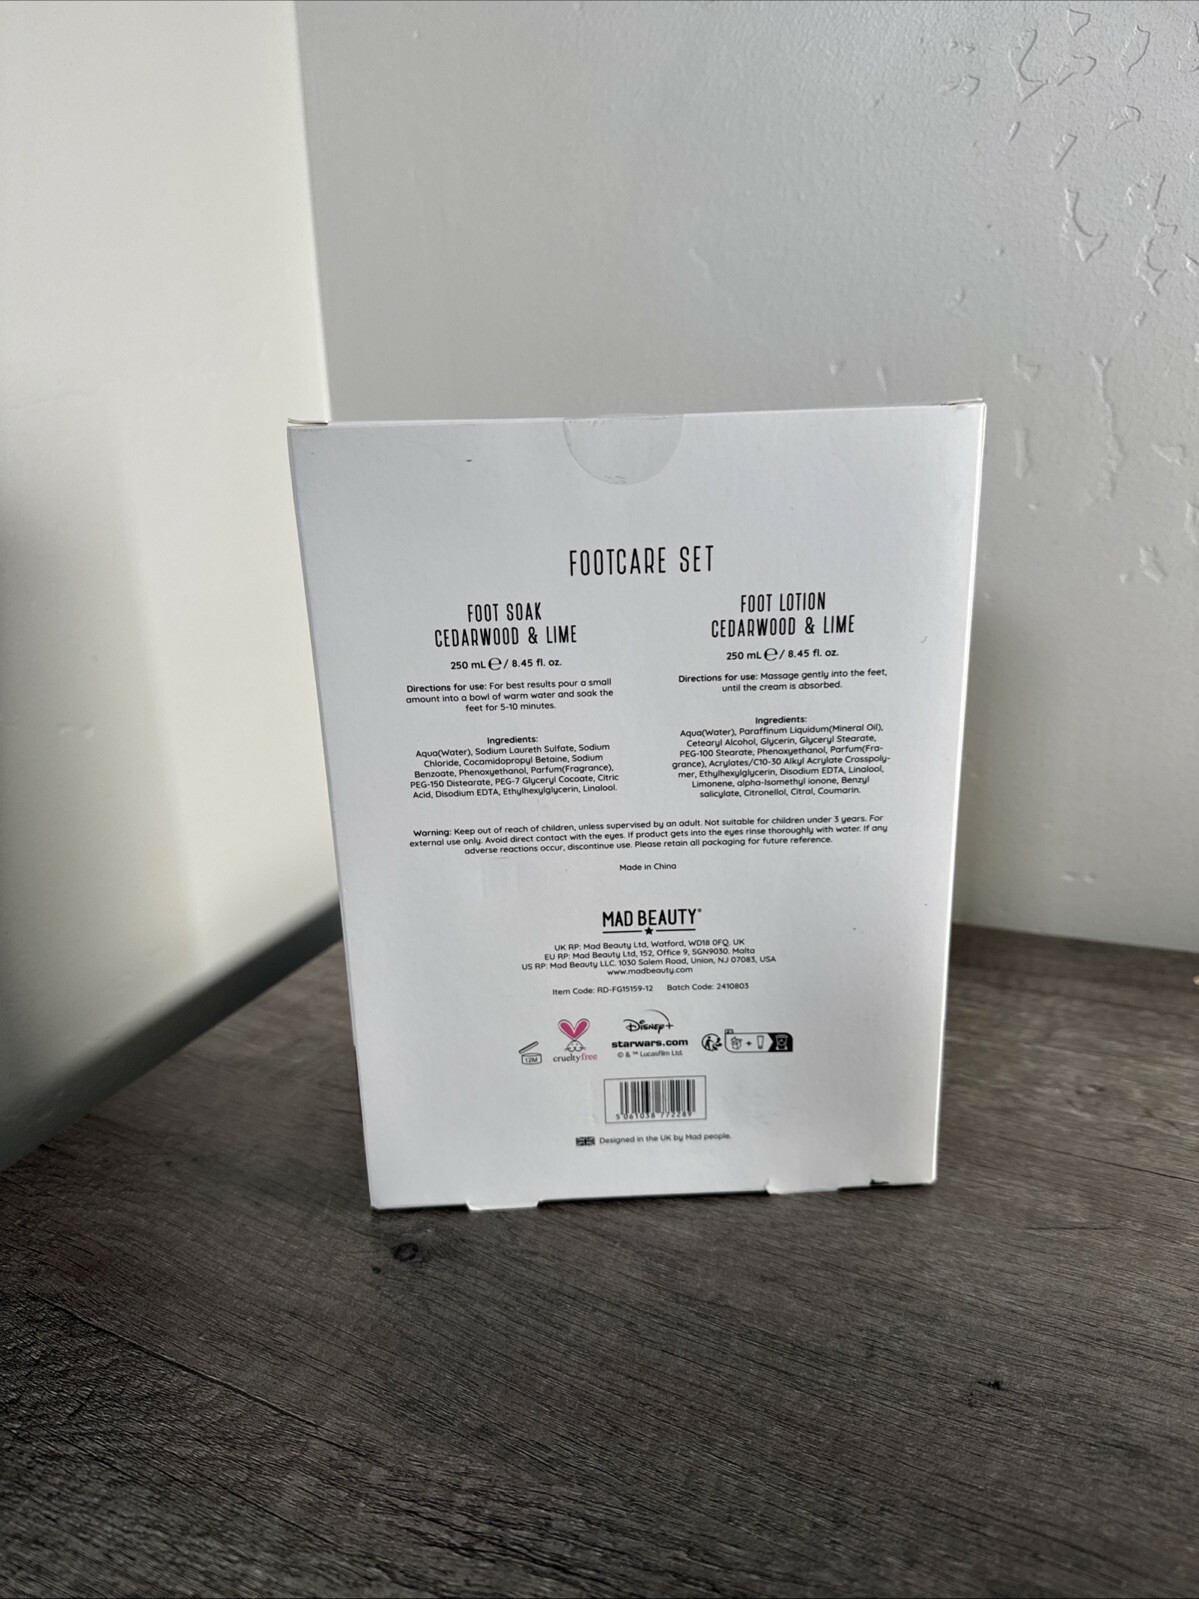 FOOTCARE SET
FOOT SOAK
CEDARWOOD & LIME
250 mL ℮ / 8.45 fl. oz.
Directions for use: For best results pour a small
amount into a bowl of warm water and soak the
feet for 5-10 minutes.
Ingredients:
Aqua(Water), Sodium Laureth Sulfate, Sodium
Chloride, Cocamidopropyl Betaine, Sodium
Benzoate, Phenoxyethanol, Parfum(Fragrance),
PEG-150 Distearate, PEG-7 Glyceryl Cocoate, Citric
Acid, Disodium EDTA, Ethylhexylglycerin, Linalool.
FOOT LOTION
CEDARWOOD & LIME
250 mL ℮ / 8.45 fl. oz.
Directions for use: Massage gently into the feet,
until the cream is absorbed.
Ingredients:
Aqua(Water), Paraffinum Liquidum(Mineral Oil),
Cetearyl Alcohol, Glycerin, Glyceryl Stearate,
PEG-100 Stearate, Phenoxyethanol, Parfum(Fra-
grance), Acrylates/C10-30 Alkyl Acrylate Crosspoly-
mer, Ethylhexylglycerin, Disodium EDTA, Linalool,
Limonene, alpha-Isomethyl ionone, Benzyl
salicylate, Citronellol, Citral, Coumarin.
Warning: Keep out of reach of children, unless supervised by an adult. Not suitable for children under 3 years. For
external use only. Avoid direct contact with the eyes. If product gets into the eyes rinse thoroughly with water. If any
adverse reactions occur, discontinue use. Please retain all packaging for future reference.
Made in China
MAD BEAUTY®
UK RP: Mad Beauty Ltd, Watford, WD18 0FQ. UK
EU RP: Mad Beauty Ltd, 152, Office 9, SGN9030. Malta
US RP: Mad Beauty LLC. 1030 Salem Road, Union, NJ 07083, USA
www.madbeauty.com
Item Code: RD-FG15159-12 Batch Code: 2410803
12M
crueltyfree
Disney+
starwars.com
© & ™ Lucasfilm Ltd.
5 061038 772289
Designed in the UK by Mad people.